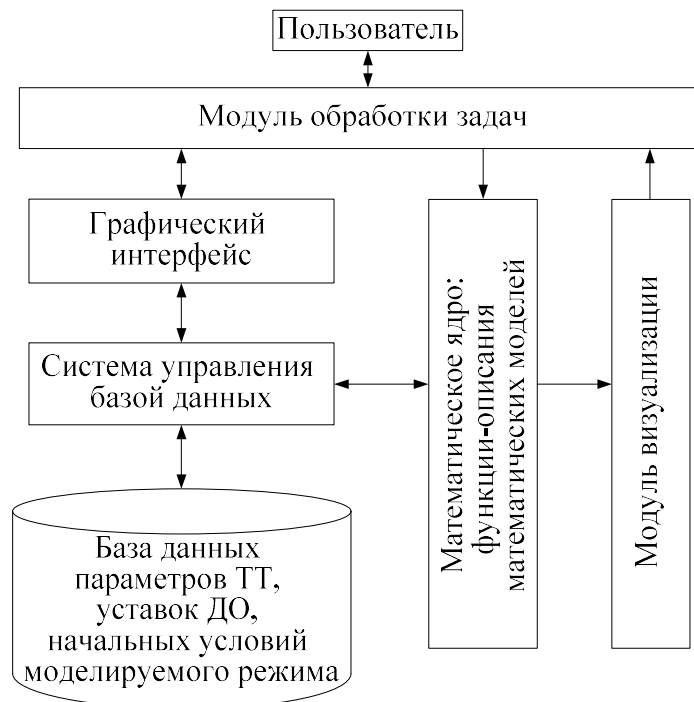 Пользователь
Модуль обработки задач
Графический
интерфейс
Система управления
базой данных
База данных
параметров ТТ,
уставок ДО,
начальных условий
моделируемого режима
Математическое ядро:
функции-описания
математических моделей
Модуль визуализации